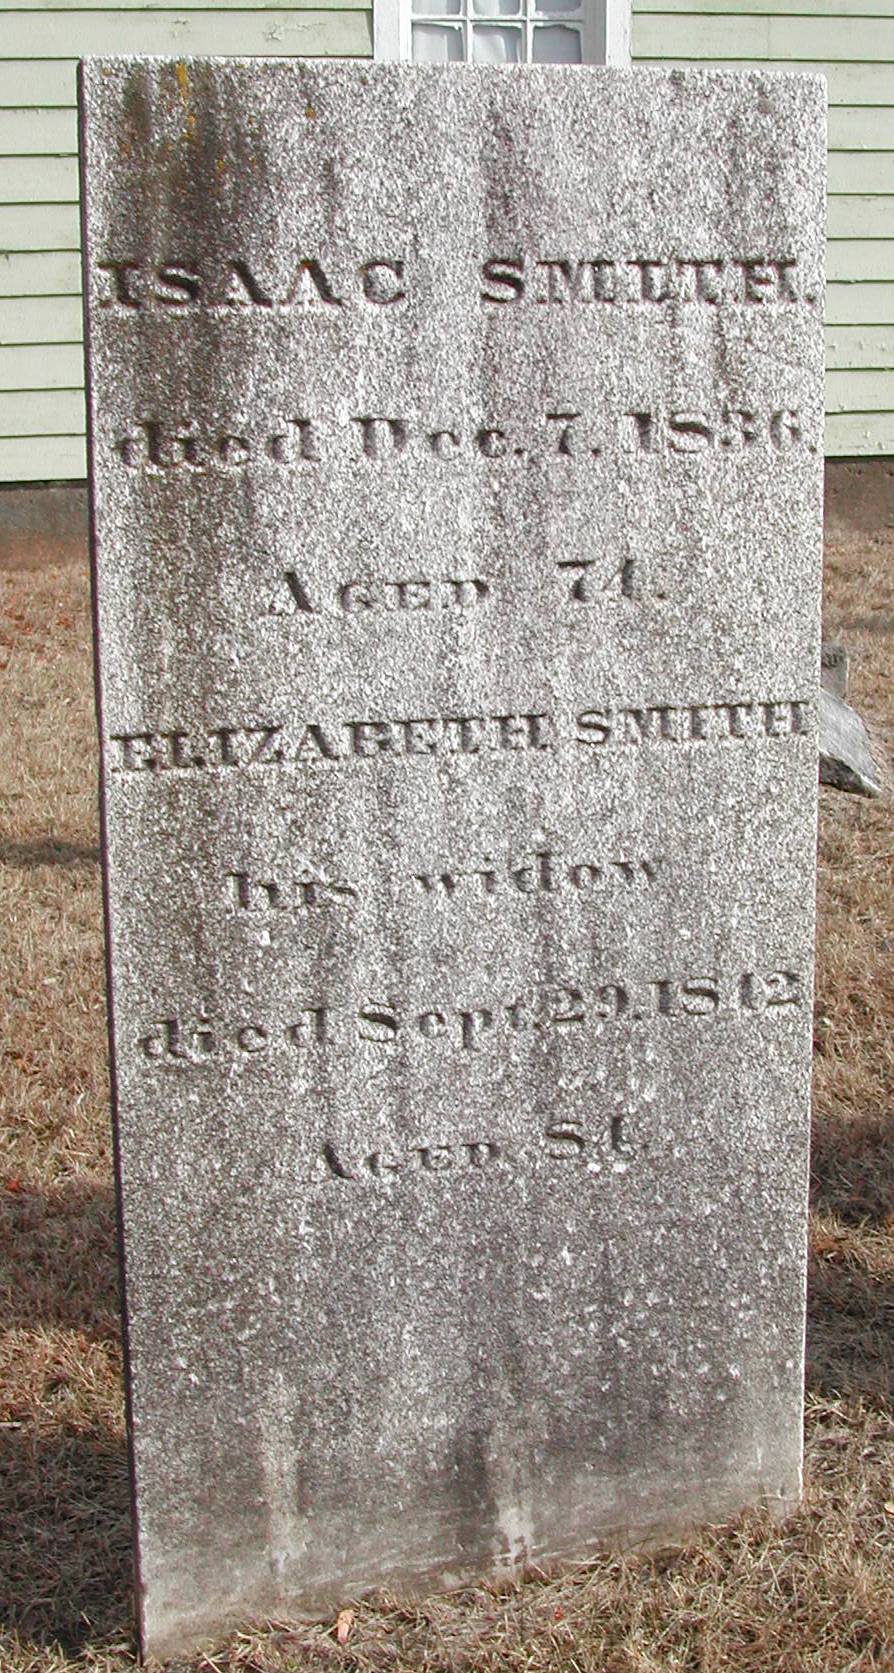 ISAAC SMITH.
died Dec. 7. 1836.
AGED 74.
ELIZABETH SMITH
his widow
died Sept. 29. 1842
AGED 84.